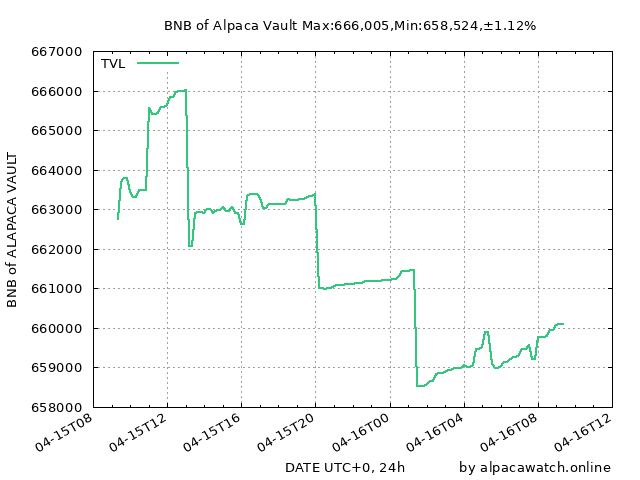 BNB of Alpaca Vault Max:666,005,Min:658,524,±1.12%
TVL
667000
666000
665000
664000
663000
662000
661000
660000
659000
658000
BNB of ALAPACA VAULT
04-15T08
04-15T12
04-15T16
04-15T20
04-16T00
04-16T04
04-16T08
04-16T12
DATE UTC+0, 24h
by alpacawatch.online